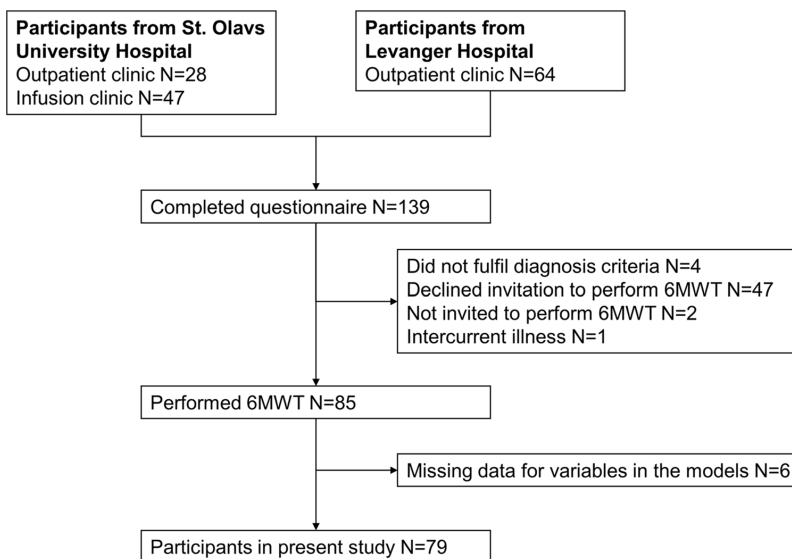 Participants from St. Olavs
University Hospital
Outpatient clinic N=28
Infusion clinic N=47
Participants from
Levanger Hospital
Outpatient clinic N=64
Completed questionnaire N=139
Did not fulfil diagnosis criteria N=4
Declined invitation to perform 6MWT N=47
Not invited to perform 6MWT N=2
Intercurrent illness N=1
Performed 6MWT N=85
Missing data for variables in the models N=6
Participants in present study N=79